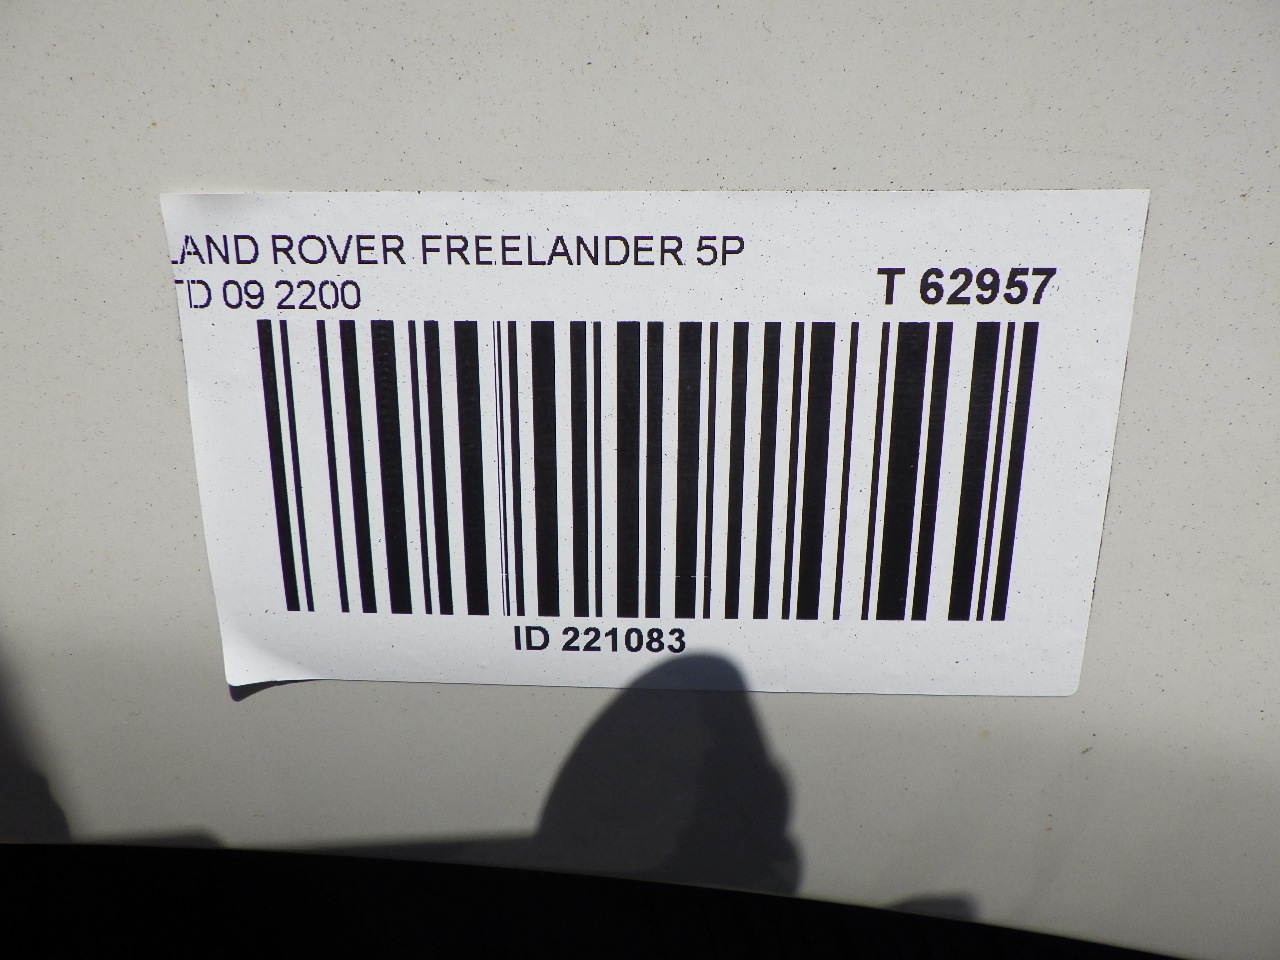 LAND ROVER FREELANDER 5P
TD 09 2200
T 62957
ID 221083